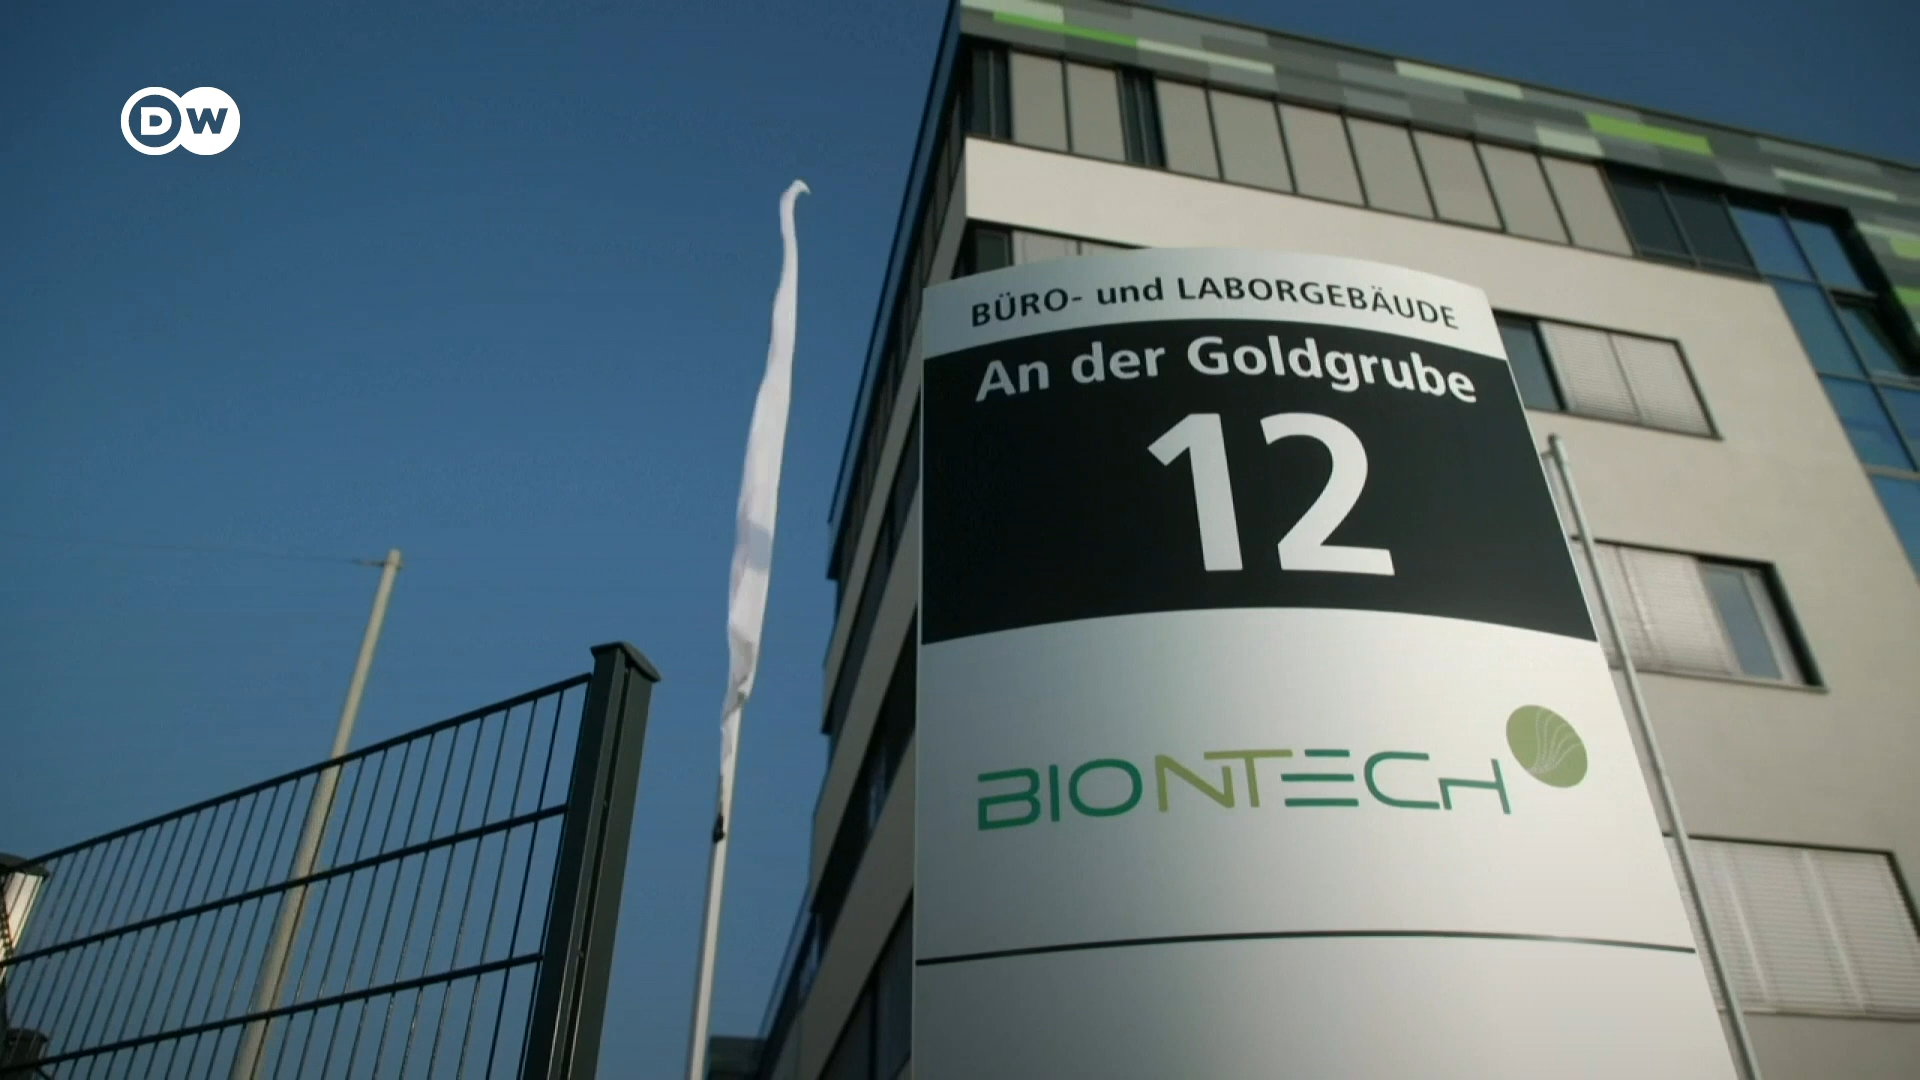 DW
BÜRO- und LABORGEBÄUDE
An der Goldgrube
12
BIONTECH